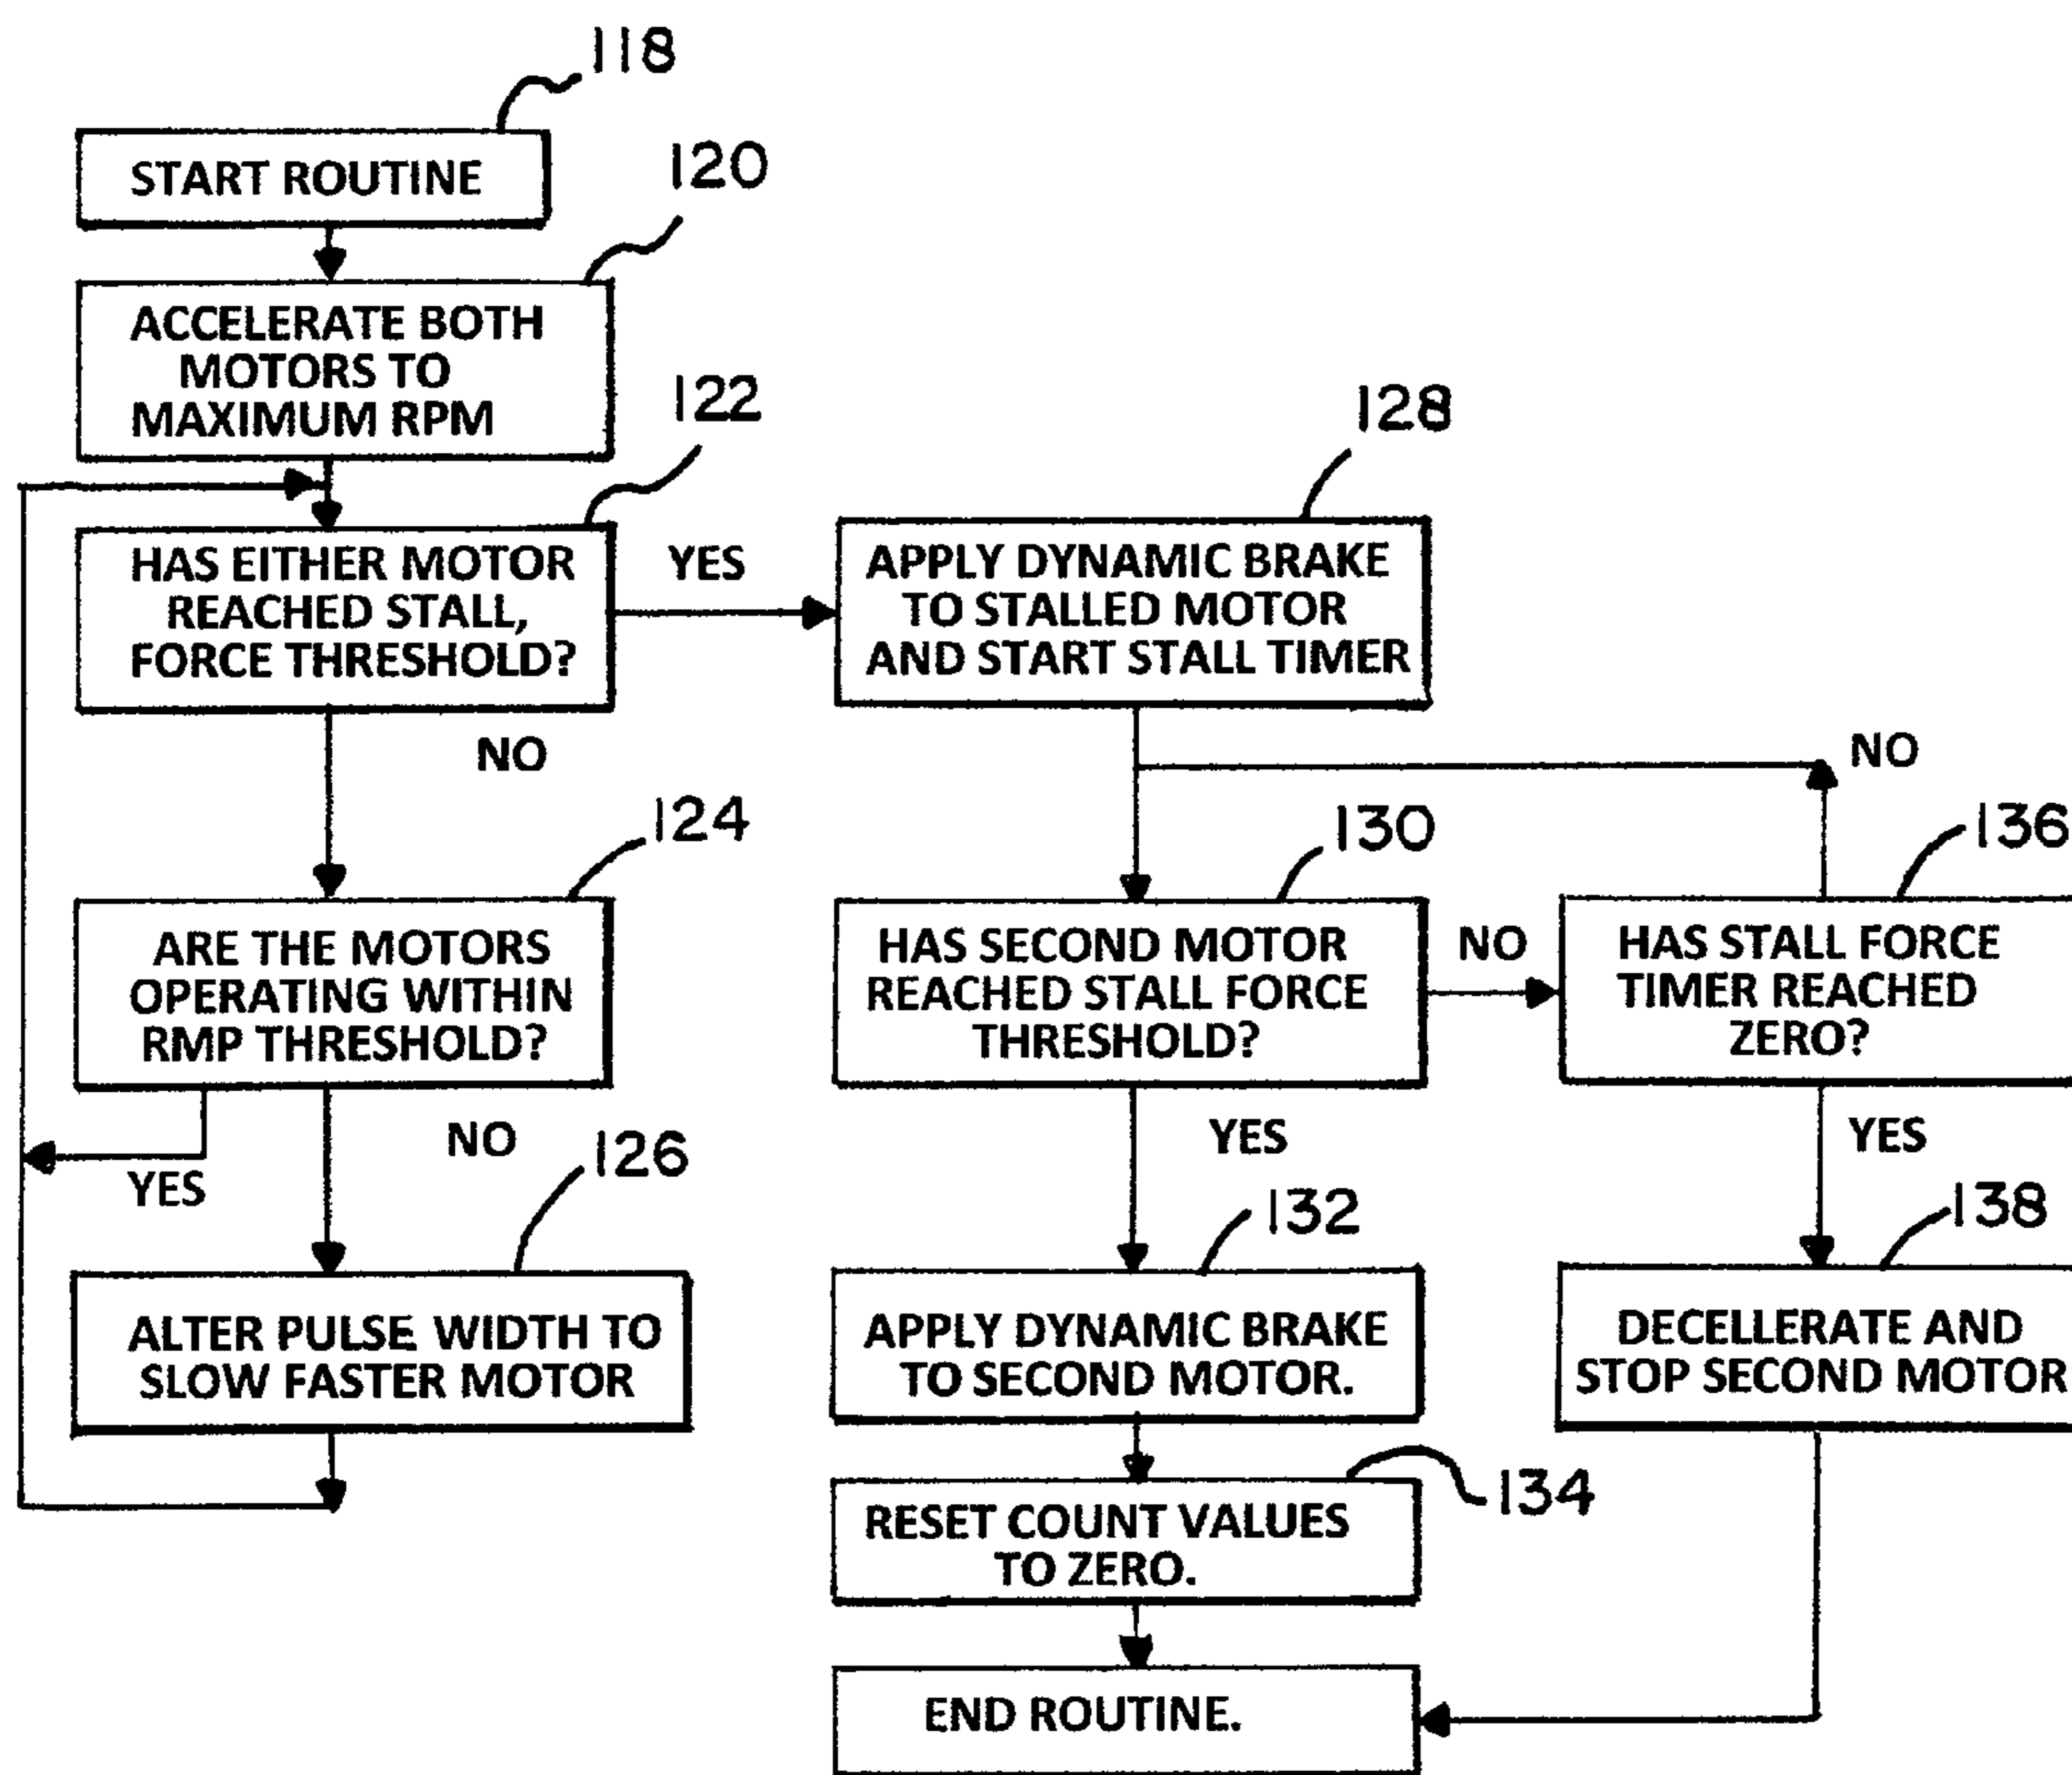 118
START ROUTINE
120
ACCELERATE BOTH
MOTORS TO
MAXIMUM RPM
122
HAS EITHER MOTOR
REACHED STALL,
FORCE THRESHOLD?
YES
NO
128
APPLY DYNAMIC BRAKE
TO STALLED MOTOR
AND START STALL TIMER
124
ARE THE MOTORS
OPERATING WITHIN
RMP THRESHOLD?
YES
NO
126
ALTER PULSE WIDTH TO
SLOW FASTER MOTOR
130
HAS SECOND MOTOR
REACHED STALL FORCE
THRESHOLD?
NO
YES
136
HAS STALL FORCE
TIMER REACHED
ZERO?
NO
YES
132
APPLY DYNAMIC BRAKE
TO SECOND MOTOR.
138
DECELLERATE AND
STOP SECOND MOTOR
134
RESET COUNT VALUES
TO ZERO.
END ROUTINE.